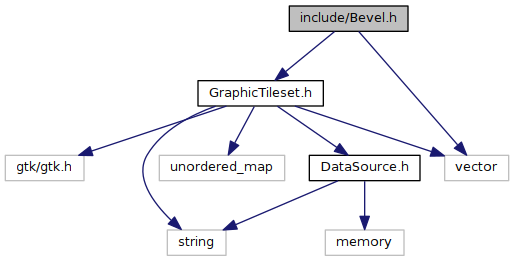 include/Bevel.h
GraphicTileset.h
gtk/gtk.h
unordered_map
DataSource.h
vector
string
memory